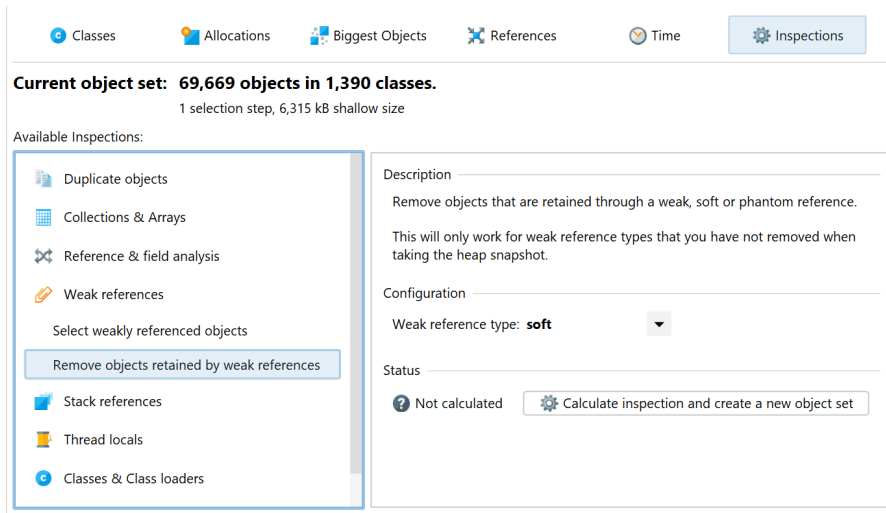 Classes Allocations Biggest Objects References Time Inspections
Current object set: 69,669 objects in 1,390 classes.
1 selection step, 6,315 kB shallow size
Available Inspections:
Duplicate objects
Collections & Arrays
Reference & field analysis
Weak references
Select weakly referenced objects
Remove objects retained by weak references
Stack references
Thread locals
Classes & Class loaders
Description
Remove objects that are retained through a weak, soft or phantom reference.
This will only work for weak reference types that you have not removed when
taking the heap snapshot.
Configuration
Weak reference type: soft
Status
Not calculated Calculate inspection and create a new object set